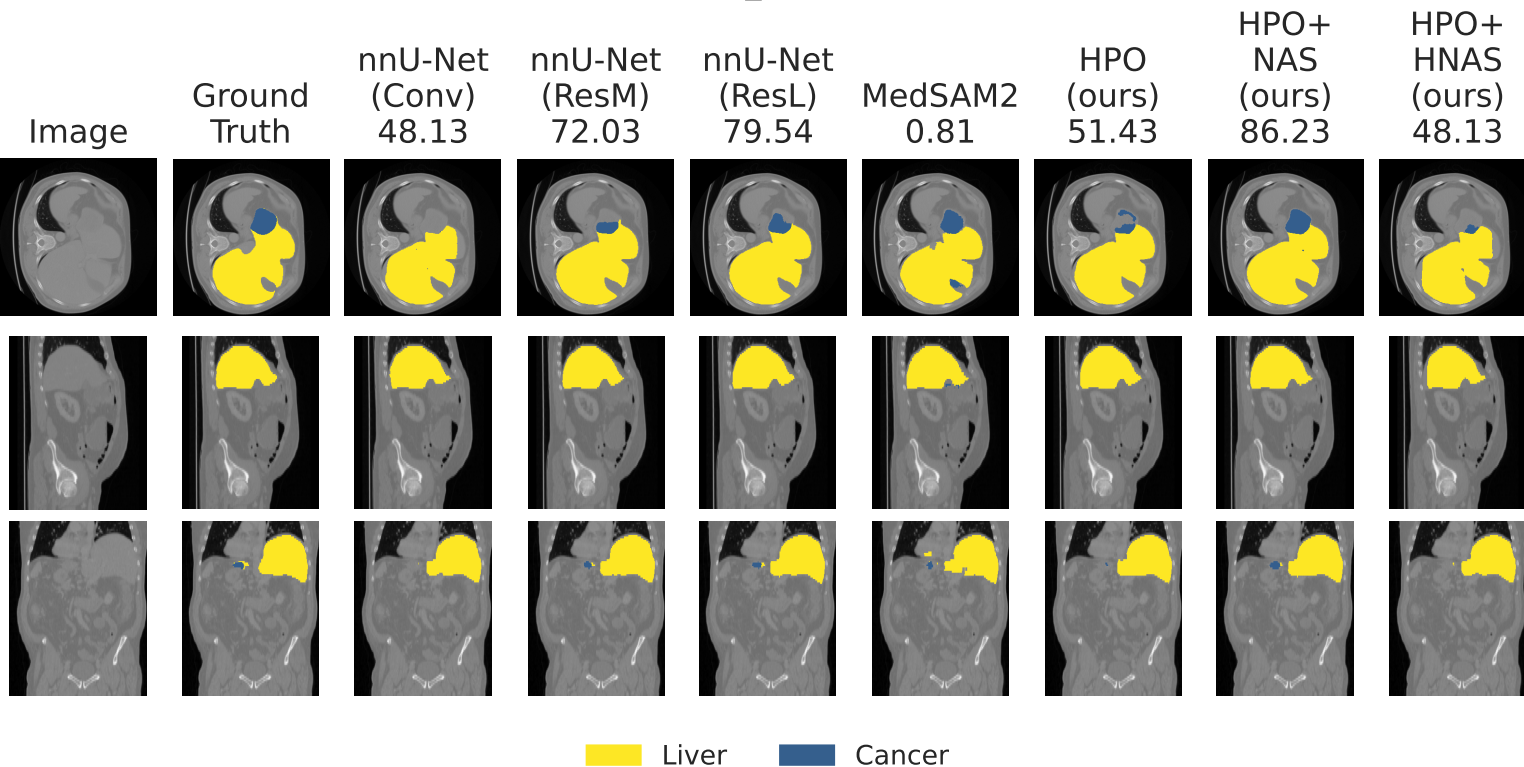 Image
Ground
Truth
nnU-Net
(Conv)
48.13
nnU-Net
(ResM)
72.03
nnU-Net
(ResL)
79.54
MedSAM2
0.81
HPO
(ours)
51.43
HPO+
NAS
(ours)
86.23
HPO+
HNAS
(ours)
48.13
Liver
Cancer